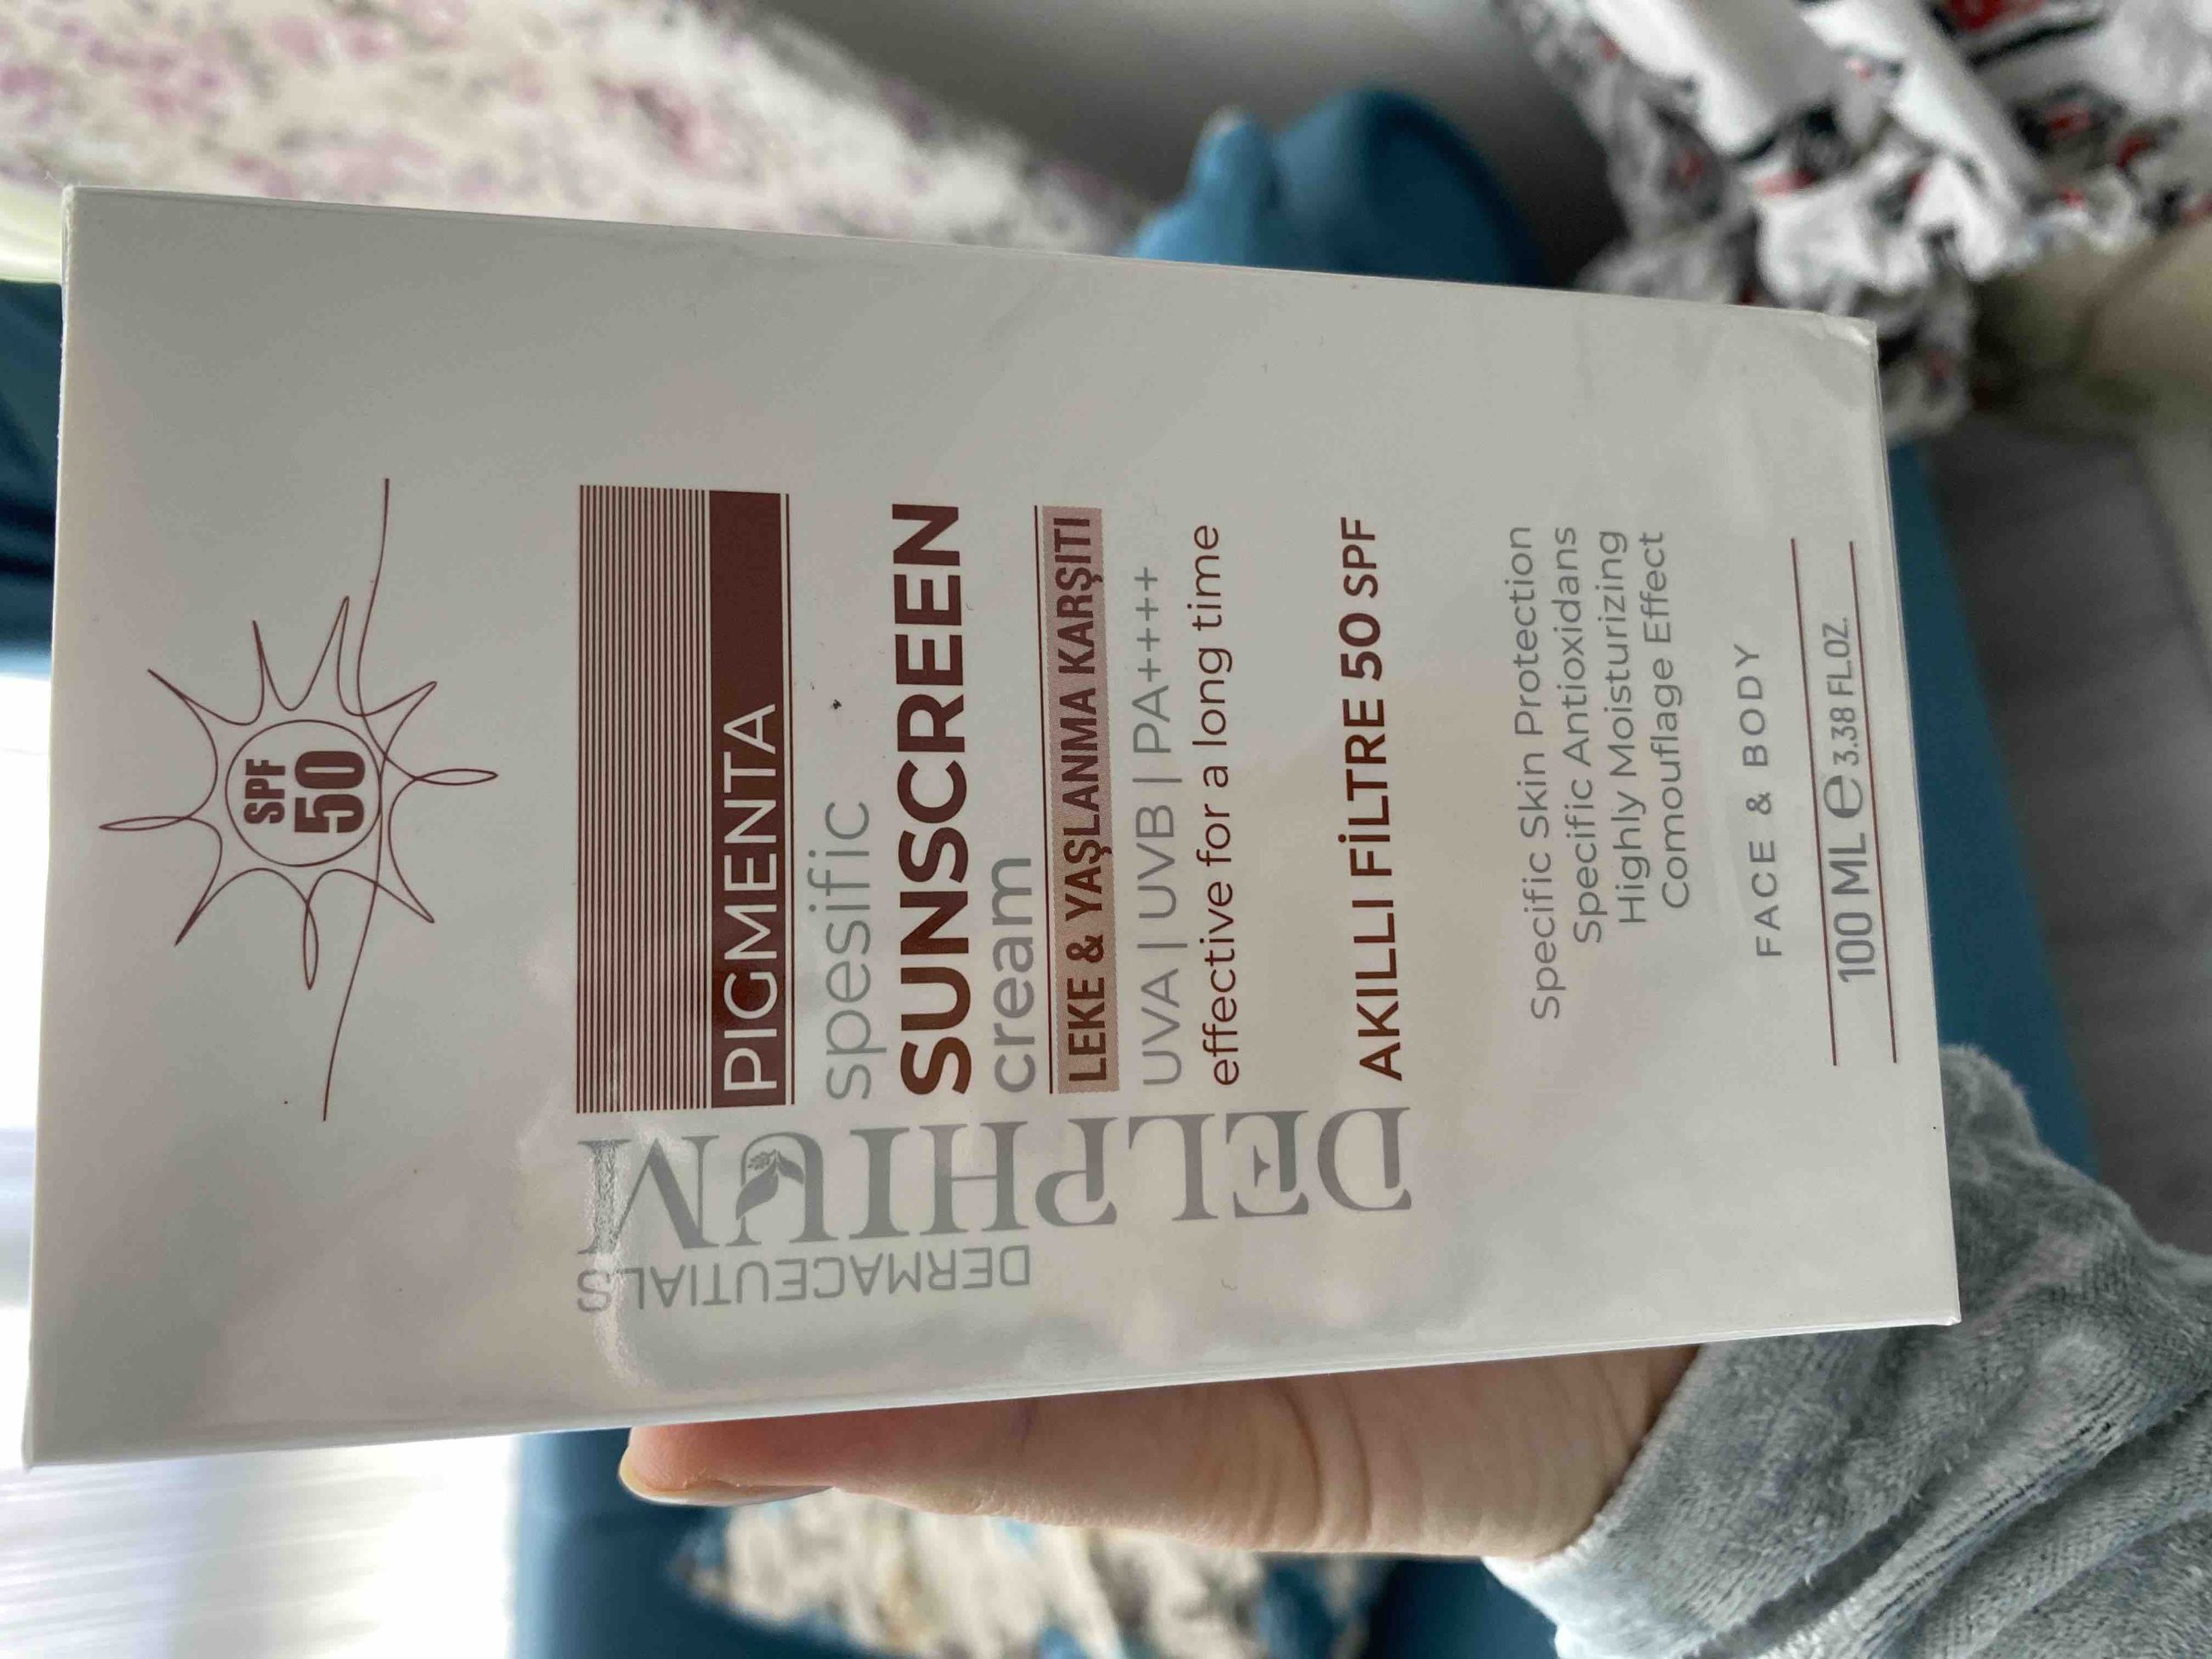 SPF
50
PIGMENTA
spesific
SUNSCREEN
cream
LEKE & YAŞLANMA KARŞITI
UVA | UVB | PA++++
effective for a long time
AKILLI FİLTRE 50 SPF
DERMACEUTIALS
DELPHIUM
Specific Skin Protection
Specific Antioxidans
Highly Moisturizing
Comouflage Effect
FACE & BODY
100 ML e 3.38 FL.OZ.